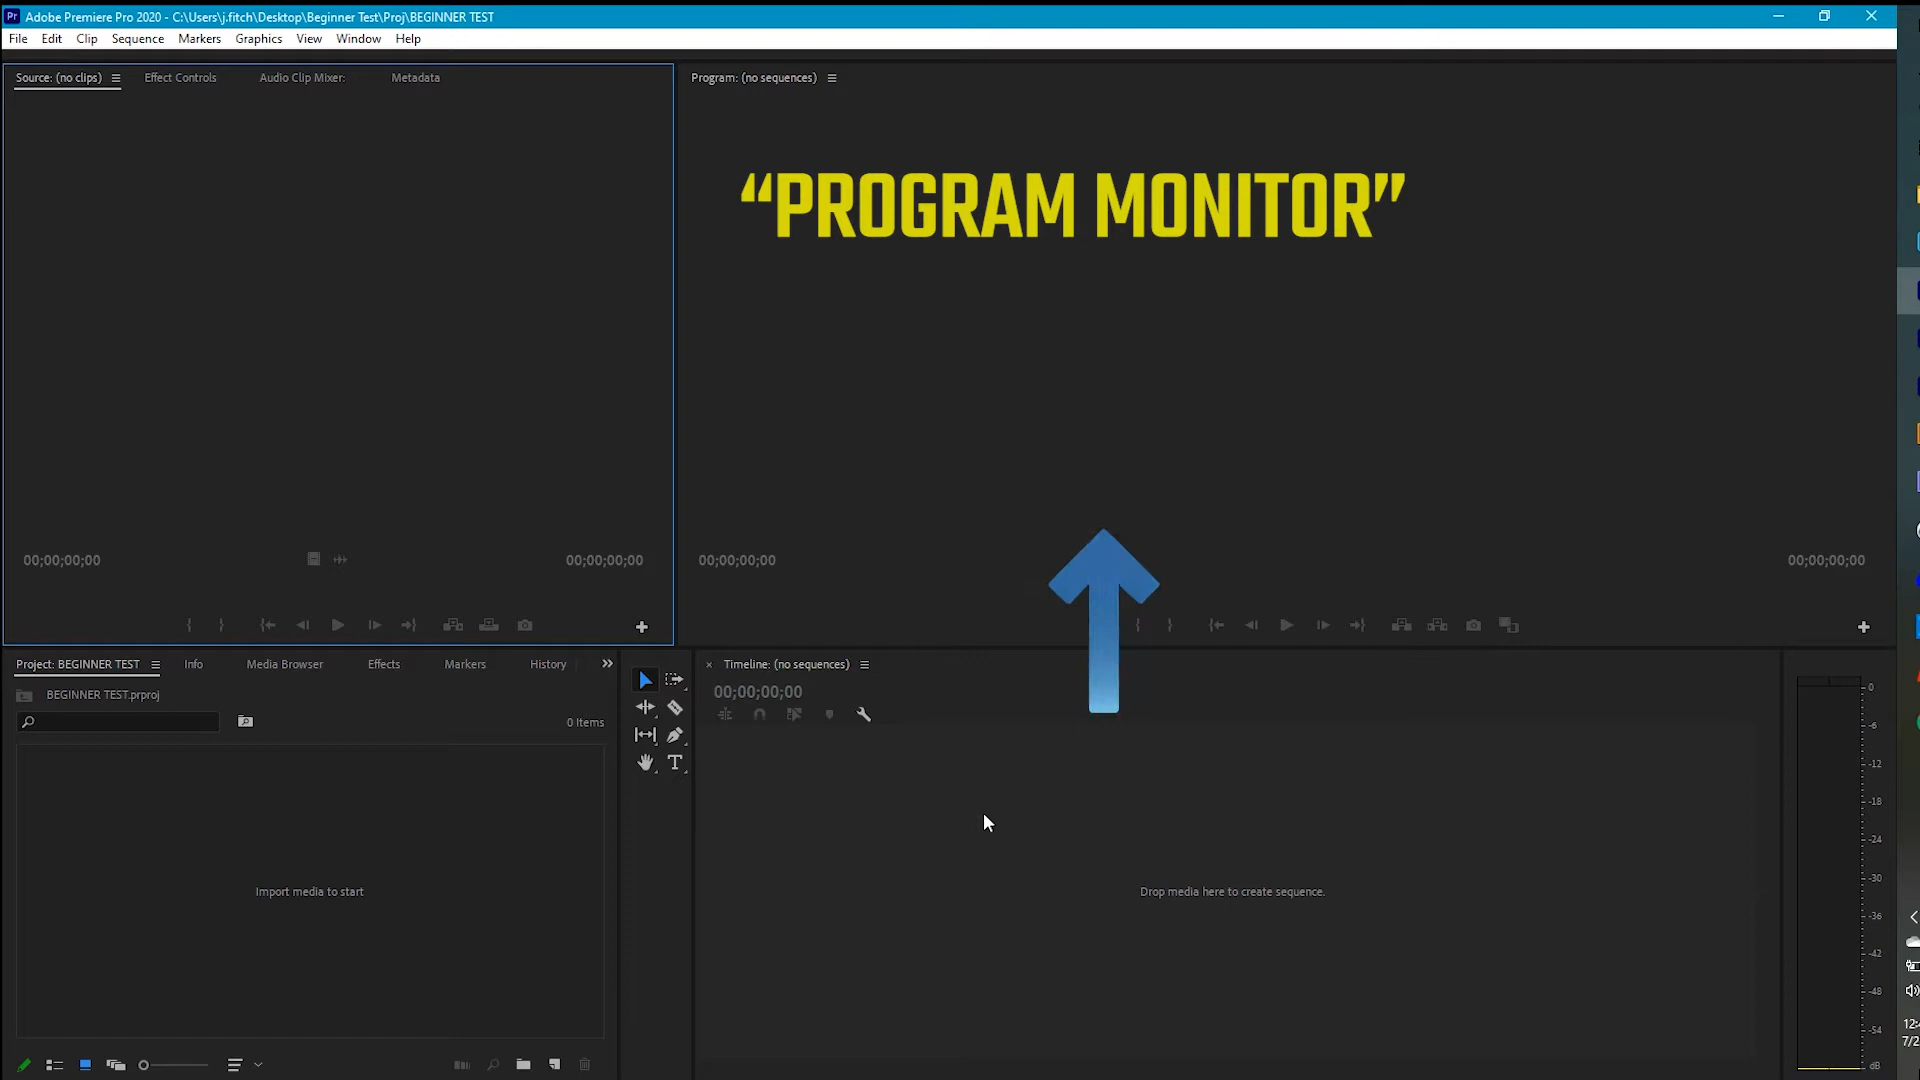 Pr Adobe Premiere Pro 2020 - C:\Users\j.fitch\Desktop\Beginner Test\Proj\BEGINNER TEST
File Edit Clip Sequence Markers Graphics View Window Help
Source: (no clips) Effect Controls Audio Clip Mixer: Metadata
Program: (no sequences)
“PROGRAM MONITOR”
00;00;00;00 00;00;00;00
00;00;00;00 00;00;00;00
Project: BEGINNER TEST Info Media Browser Effects Markers History
BEGINNER TEST.prproj
0 Items
Import media to start
Timeline: (no sequences)
00;00;00;00
Drop media here to create sequence.
0
-6
-12
-18
-24
-30
-36
-42
-48
-54
dB